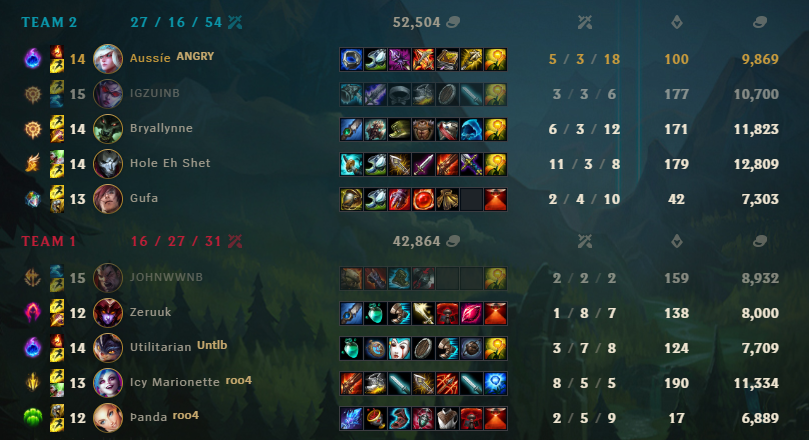 TEAM 2 27 / 16 / 54 52,504
14 Aussie ANGRY 5 / 3 / 18 100 9,869
15 IGZUINB 3 / 3 / 6 177 10,700
14 Bryallynne 6 / 3 / 12 171 11,823
14 Hole Eh Shet 11 / 3 / 8 179 12,809
13 Gufa 2 / 4 / 10 42 7,303
TEAM 1 16 / 27 / 31 42,864
15 JOHNWWNB 2 / 2 / 2 159 8,932
12 Zeruuk 1 / 8 / 7 138 8,000
14 Utilitarian Untlb 3 / 7 / 8 124 7,709
13 Icy Marionette roo4 8 / 5 / 5 190 11,334
12 Þanda roo4 2 / 5 / 9 17 6,889